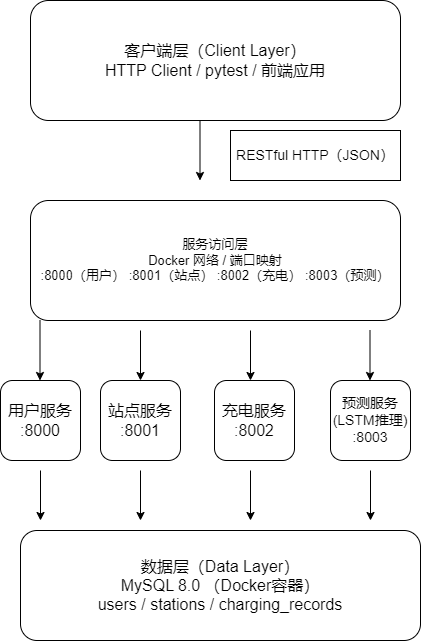 客户端层（Client Layer）
HTTP Client / pytest / 前端应用
RESTful HTTP（JSON）
服务访问层
Docker 网络 / 端口映射
:8000（用户） :8001（站点） :8002（充电） :8003（预测）
用户服务
:8000
站点服务
:8001
充电服务
:8002
预测服务
(LSTM推理)
:8003
数据层（Data Layer）
MySQL 8.0 （Docker容器）
users / stations / charging_records